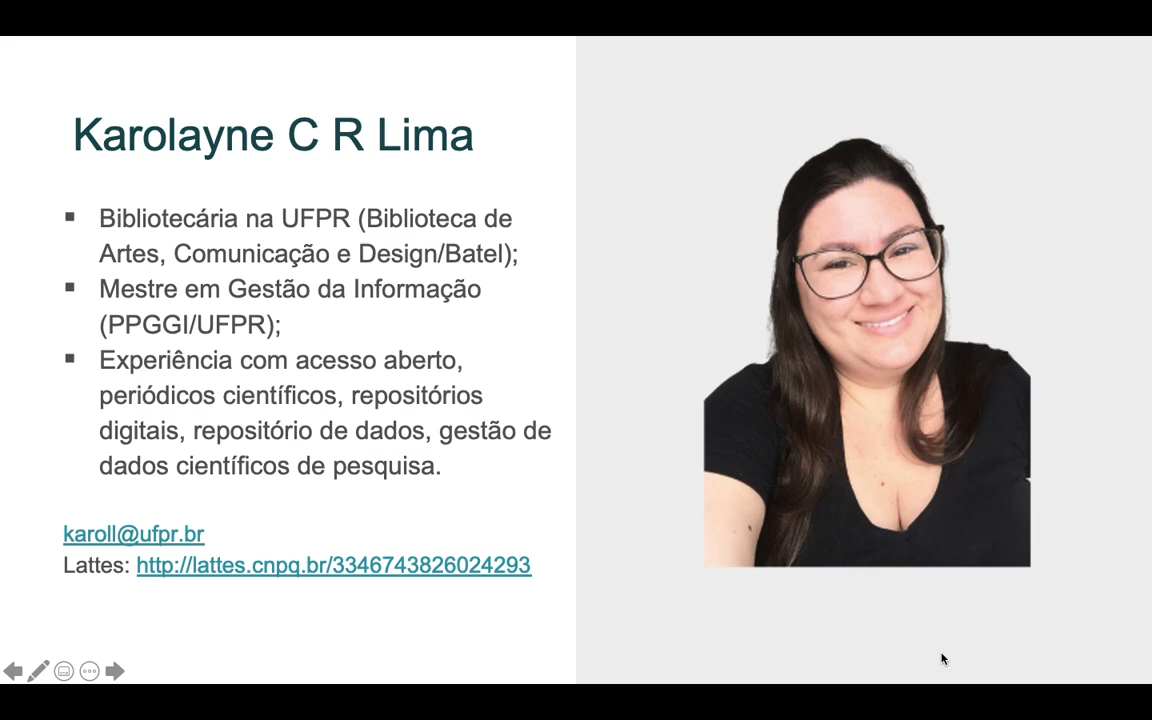 Karolayne C R Lima
▪ Bibliotecária na UFPR (Biblioteca de
Artes, Comunicação e Design/Batel);
▪ Mestre em Gestão da Informação
(PPGGI/UFPR);
▪ Experiência com acesso aberto,
periódicos científicos, repositórios
digitais, repositório de dados, gestão de
dados científicos de pesquisa.
karoll@ufpr.br
Lattes: http://lattes.cnpq.br/3346743826024293